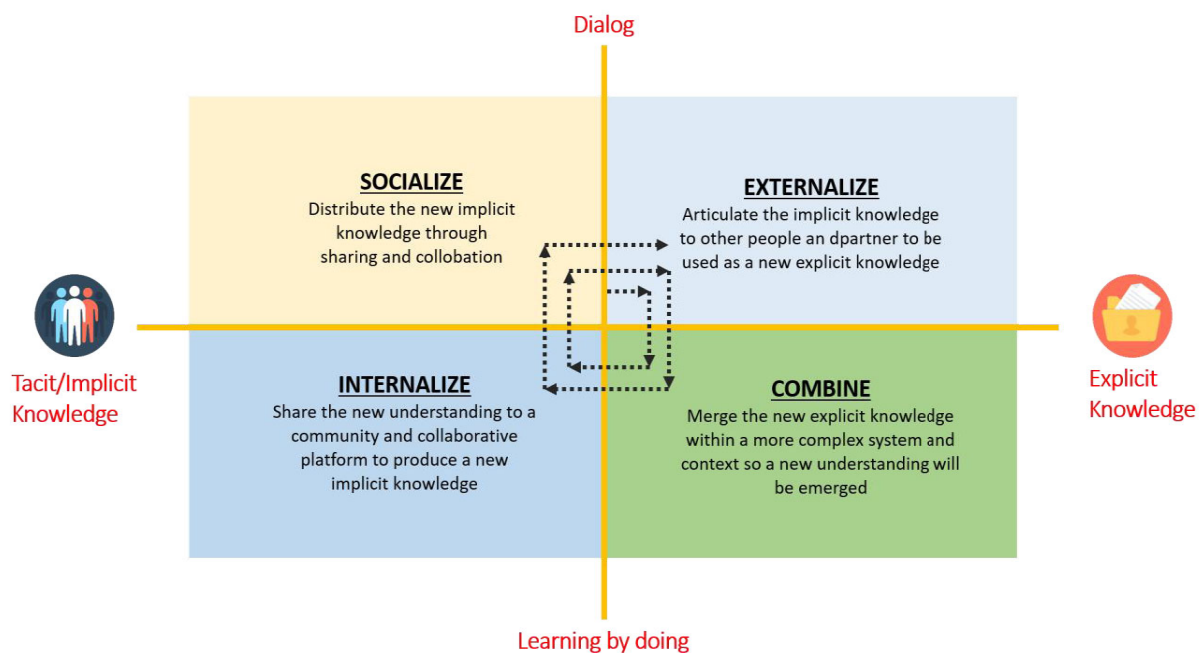 Dialog
SOCIALIZE
Distribute the new implicit
knowledge through
sharing and collobation
EXTERNALIZE
Articulate the implicit knowledge
to other people an dpartner to be
used as a new explicit knowledge
Tacit/Implicit
Knowledge
Explicit
Knowledge
INTERNALIZE
Share the new understanding to a
community and collaborative
platform to produce a new
implicit knowledge
COMBINE
Merge the new explicit knowledge
within a more complex system and
context so a new understanding will
be emerged
Learning by doing